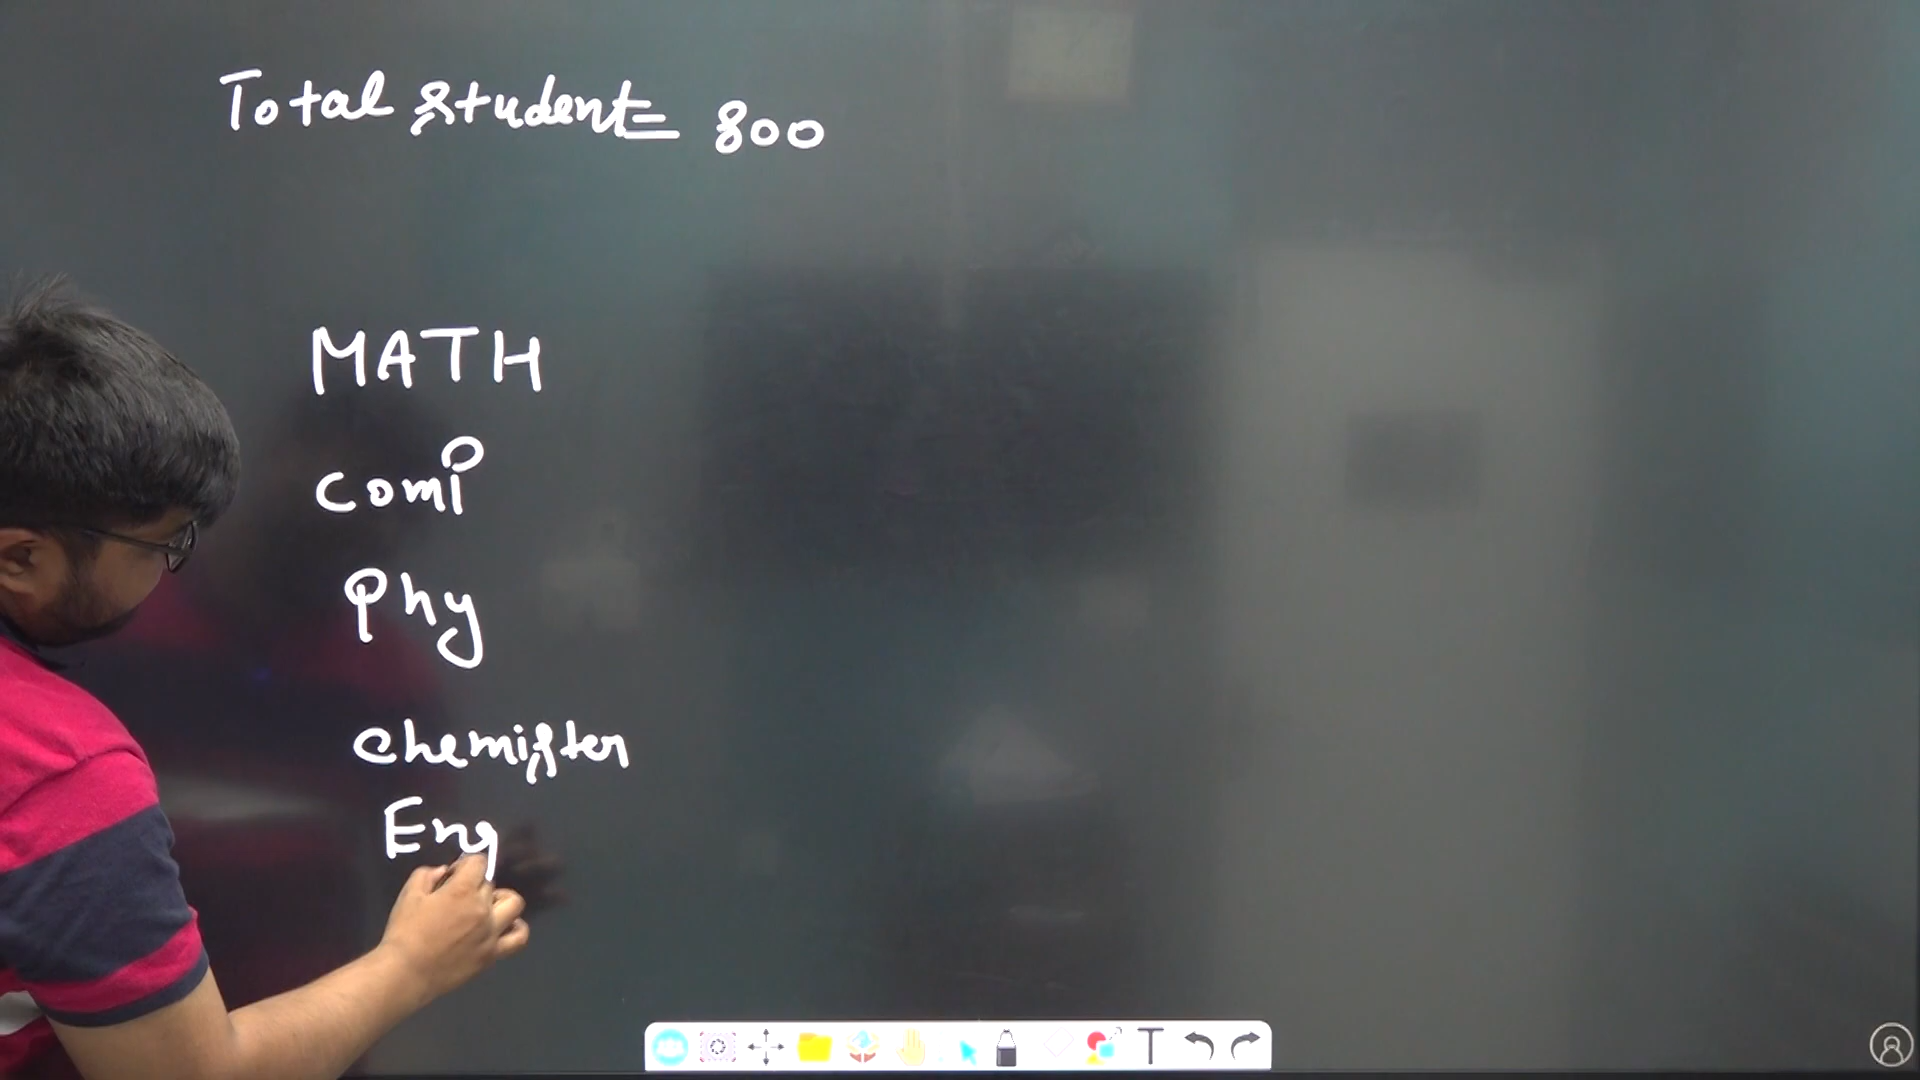 Total student = 800
MATH
comp
phy
chemister
Eng
T